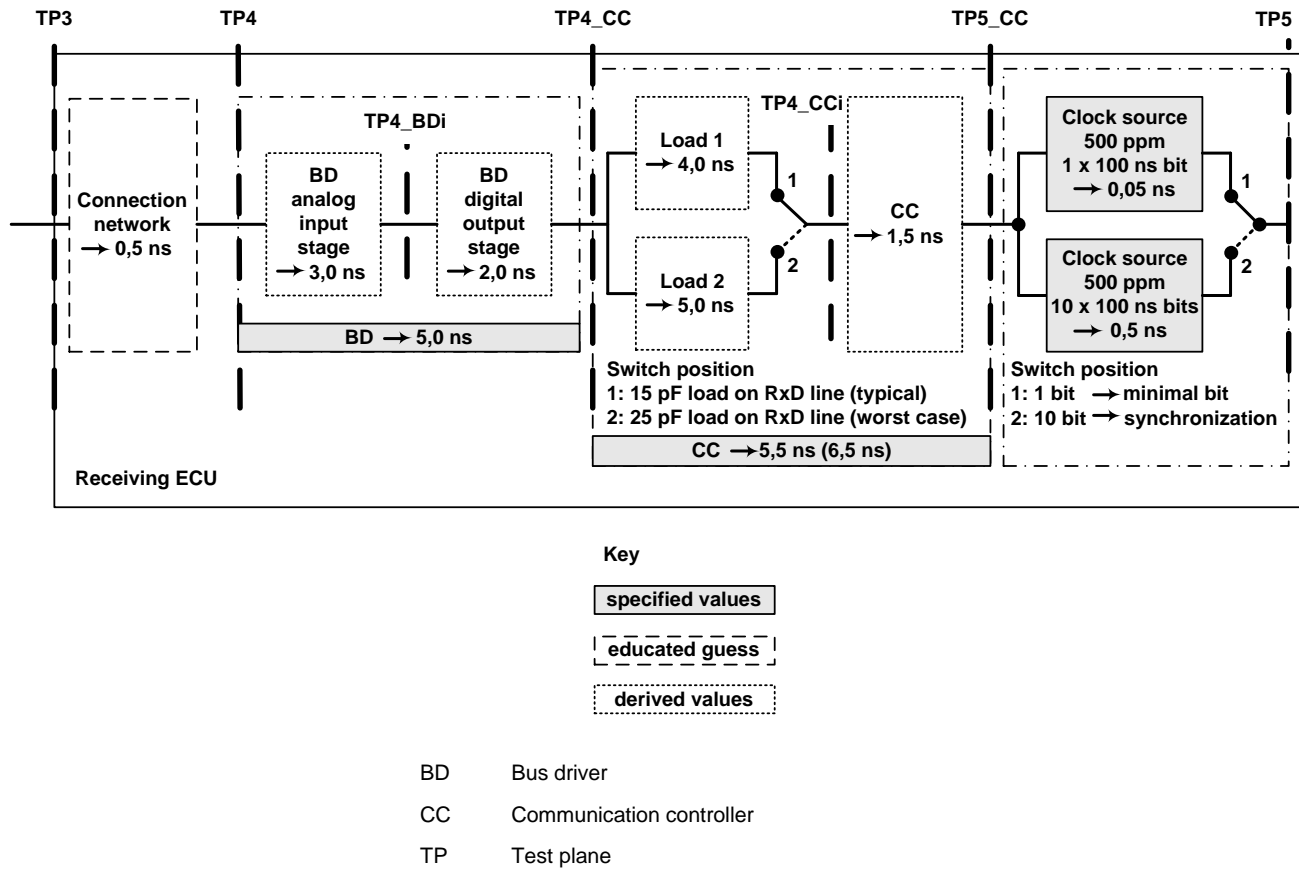 TP3
TP4
TP4_CC
TP5_CC
TP5
Connection
network
→ 0,5 ns
TP4_BDi
BD
analog
input
stage
→ 3,0 ns
BD
digital
output
stage
→ 2,0 ns
BD → 5,0 ns
Load 1
→ 4,0 ns
Load 2
→ 5,0 ns
1
2
TP4_CCi
CC
→ 1,5 ns
Switch position
1: 15 pF load on RxD line (typical)
2: 25 pF load on RxD line (worst case)
CC → 5,5 ns (6,5 ns)
Clock source
500 ppm
1 x 100 ns bit
→ 0,05 ns
Clock source
500 ppm
10 x 100 ns bits
→ 0,5 ns
1
2
Switch position
1: 1 bit → minimal bit
2: 10 bit → synchronization
Receiving ECU
Key
specified values
educated guess
derived values
BD Bus driver
CC Communication controller
TP Test plane